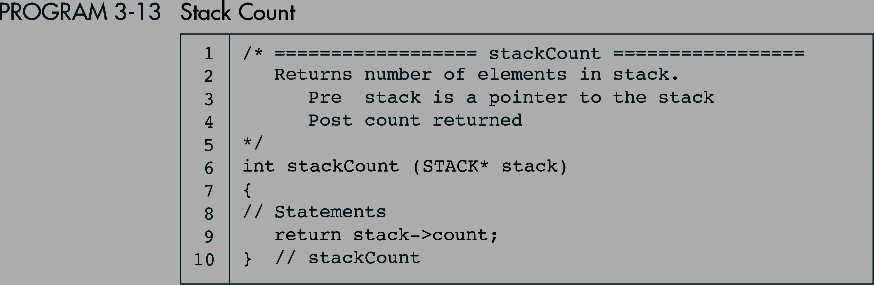 PROGRAM 3-13 Stack Count
1 /* ================== stackCount =================
2 Returns number of elements in stack.
3 Pre stack is a pointer to the stack
4 Post count returned
5 */
6 int stackCount (STACK* stack)
7 {
8 // Statements
9 return stack->count;
10 } // stackCount